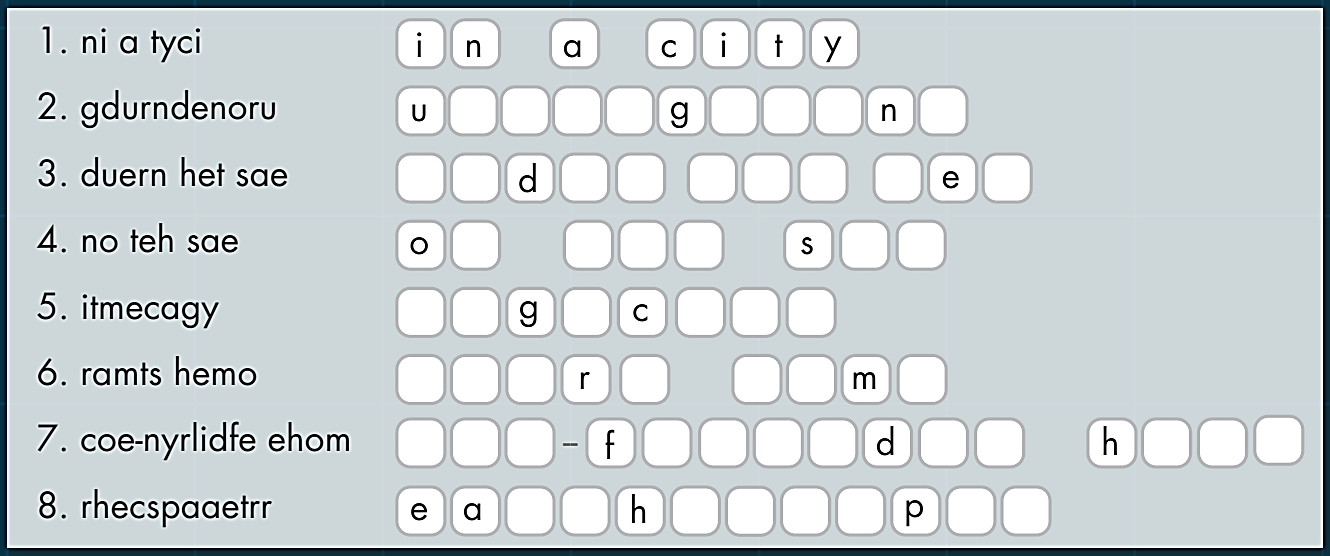 1. ni a tyci i n a c i t y
2. gdurndenoru u g n
3. duern het sae d e
4. no teh sae o s
5. itmecagy g c
6. ramts hemo r m
7. coe-nyrlidfe ehom – f d h
8. rhecspaaetrr e a h p